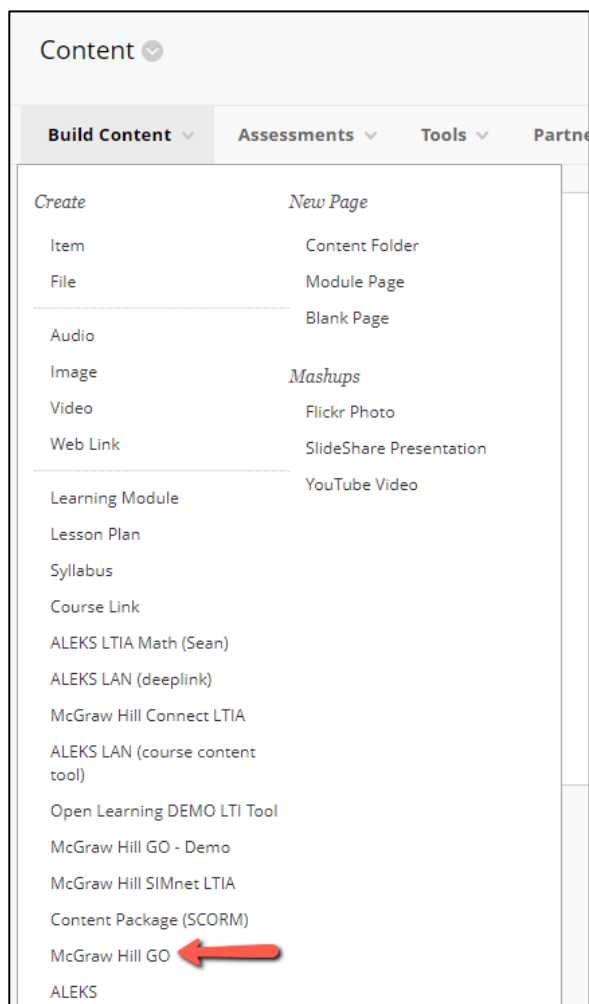 Content
Build Content
Assessments
Tools
Partne
Create
Item
File
Audio
Image
Video
Web Link
Learning Module
Lesson Plan
Syllabus
Course Link
ALEKS LTIA Math (Sean)
ALEKS LAN (deeplink)
McGraw Hill Connect LTIA
ALEKS LAN (course content
tool)
Open Learning DEMO LTI Tool
McGraw Hill GO - Demo
McGraw Hill SIMnet LTIA
Content Package (SCORM)
McGraw Hill GO
ALEKS
New Page
Content Folder
Module Page
Blank Page
Mashups
Flickr Photo
SlideShare Presentation
YouTube Video